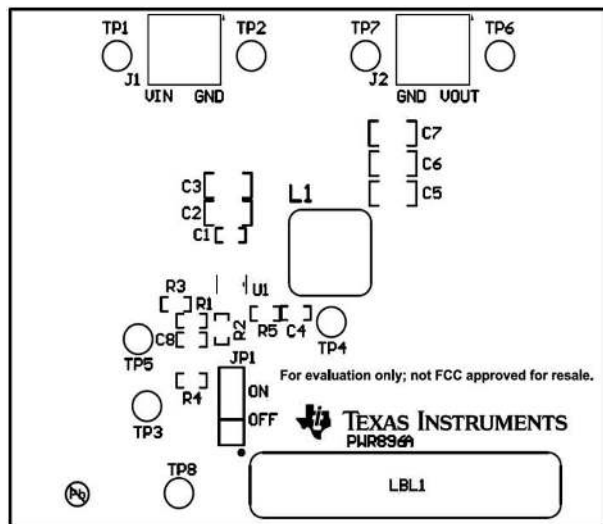 TP1 TP2 TP7 TP6
J1 J2
VIN GND GND VOUT
C7
C6
C5
C3
C2
C1
L1
U1
R3
R1
R2
R5 C4
C8
TP5
TP4
JP1
R4
ON
OFF
TP3
For evaluation only; not FCC approved for resale.
TEXAS INSTRUMENTS
PWR896A
TP8
LBL1
Pb